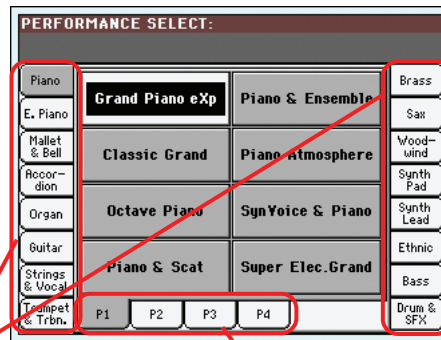 PERFORMANCE SELECT:
Piano
E. Piano
Mallet
& Bell
Accor-
dion
Organ
Guitar
Strings
& Vocal
Trumpet
& Trbn.
Grand Piano eXp
Piano & Ensemble
Classic Grand
Piano Atmosphere
Octave Piano
SynVoice & Piano
Piano & Scat
Super Elec.Grand
P1
P2
P3
P4
Brass
Sax
Wood-
wind
Synth
Pad
Synth
Lead
Ethnic
Bass
Drum &
SFX